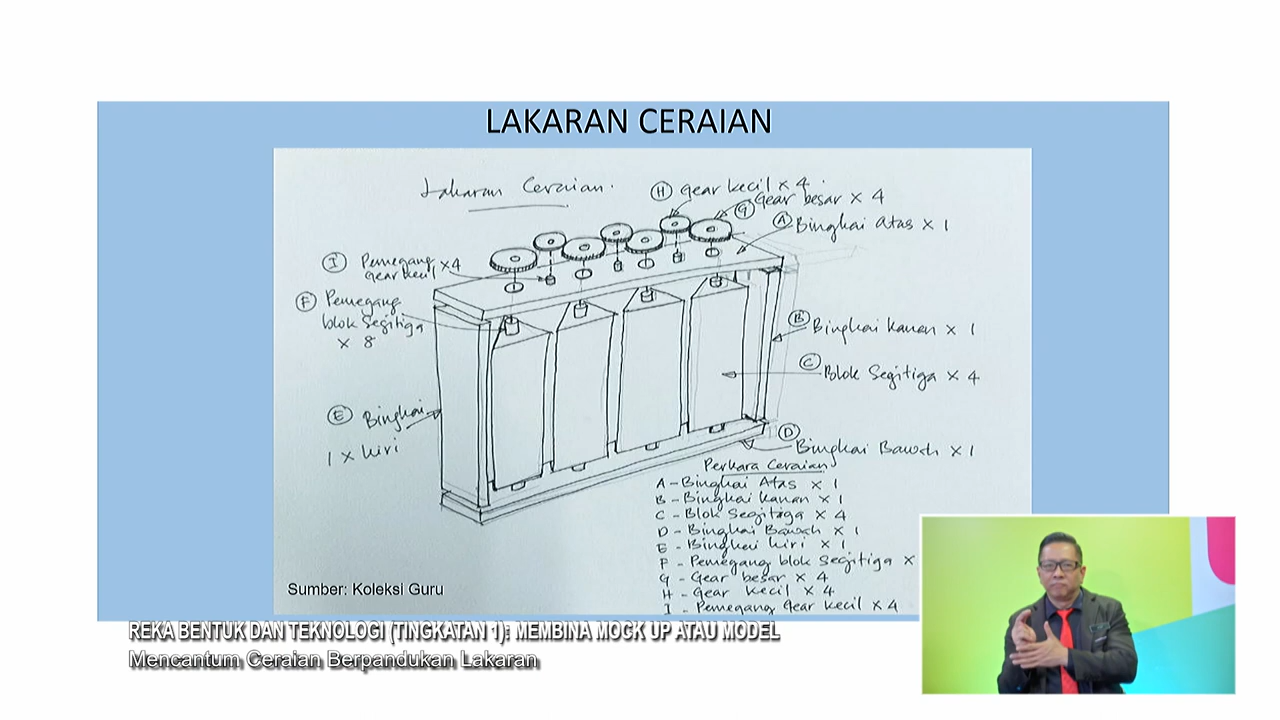 LAKARAN CERAIAN
Lakaran Ceraian.
H Gear kecil x 4
G Gear besar x 4
A Bingkai Atas x 1
I Pemegang
gear kecil x4
F Pemegang
blok segitiga
x 8
B Bingkai Kanan x 1
C Blok Segitiga x 4
E Bingkai
1 x kiri
D Bingkai Bawah x 1
Perkara Ceraian
A - Bingkai Atas x 1
B - Bingkai kanan x 1
C - Blok Segitiga x 4
D - Bingkai Bawah x 1
E - Bingkai kiri x 1
F - Pemegang blok Segitiga x
G - Gear besar x 4
H - Gear kecil x 4
I - Pemegang Gear kecil x 4
Sumber: Koleksi Guru
REKA BENTUK DAN TEKNOLOGI (TINGKATAN 1): MEMBINA MOCK UP ATAU MODEL
Mencantum Ceraian Berpandukan Lakaran